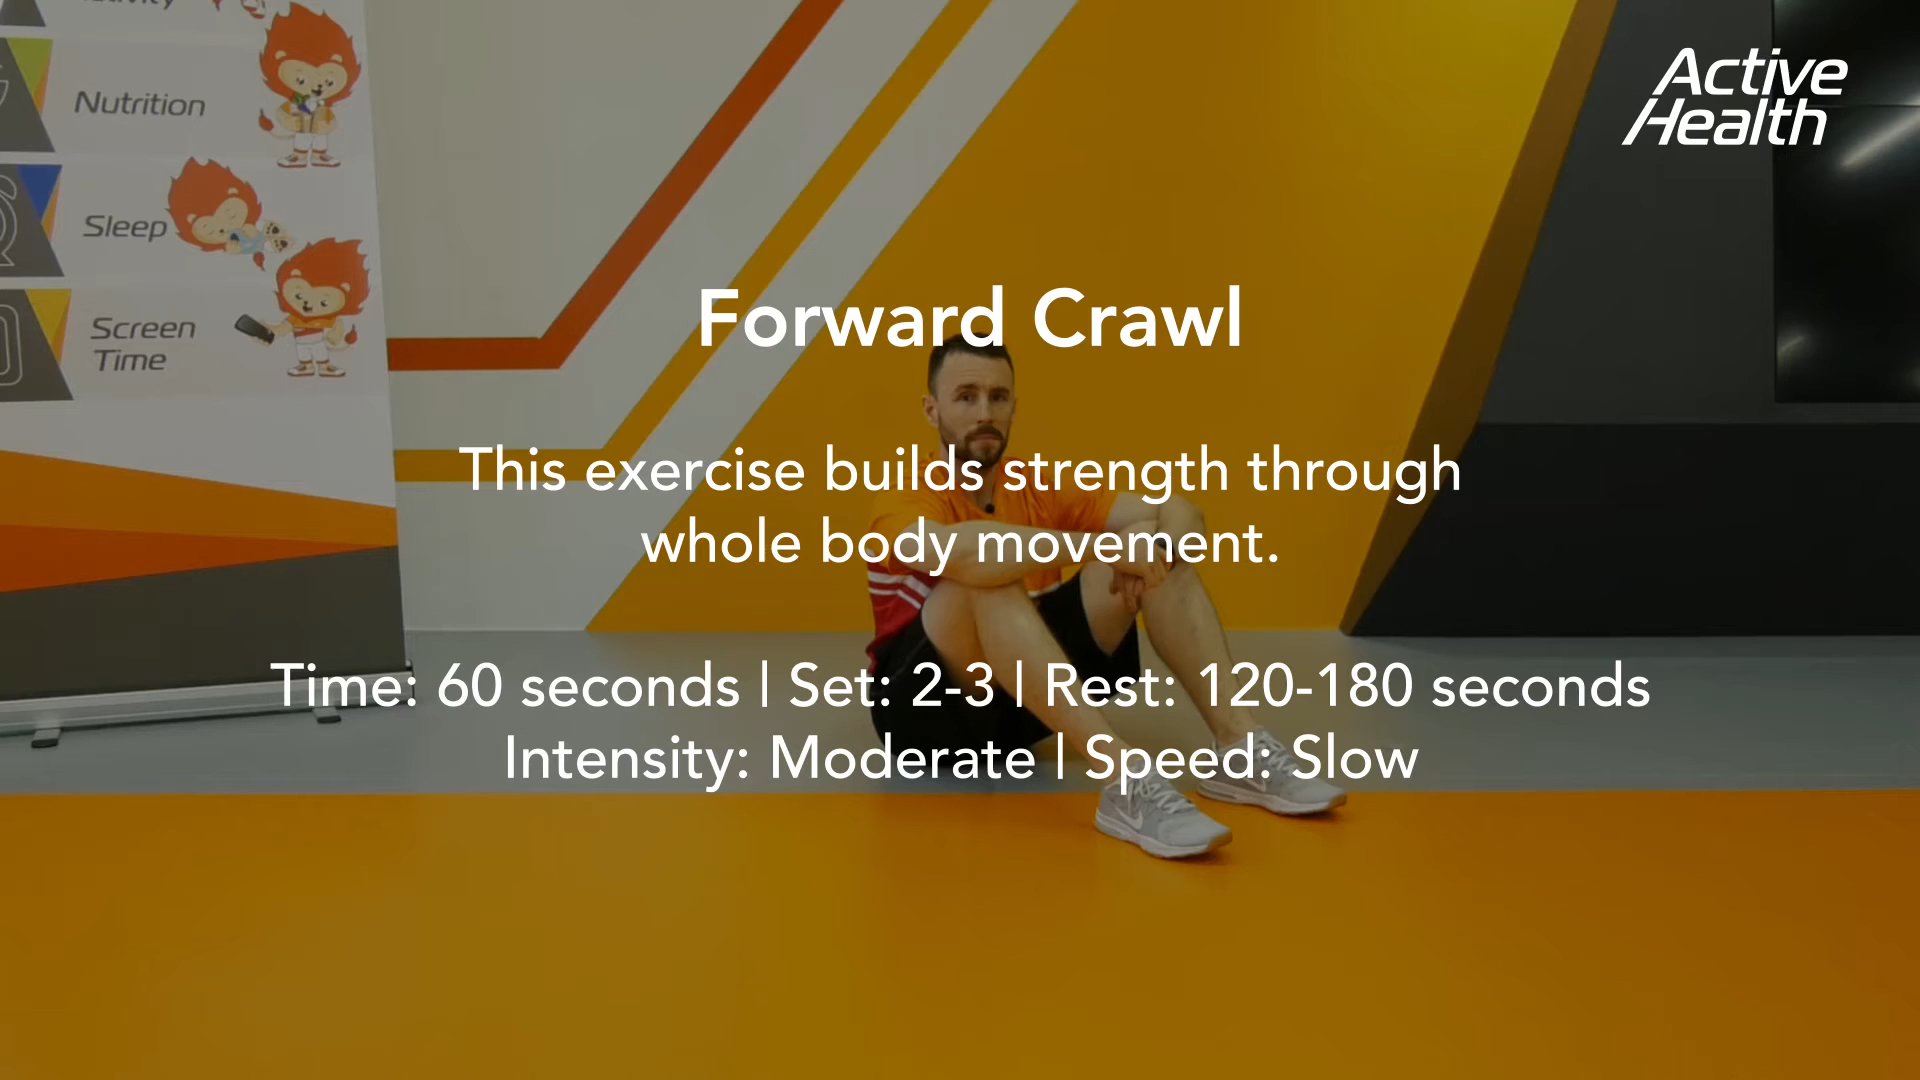 Nutrition
Sleep
Screen
Time
Active
Health
Forward Crawl
This exercise builds strength through
whole body movement.
Time: 60 seconds | Set: 2-3 | Rest: 120-180 seconds
Intensity: Moderate | Speed: Slow